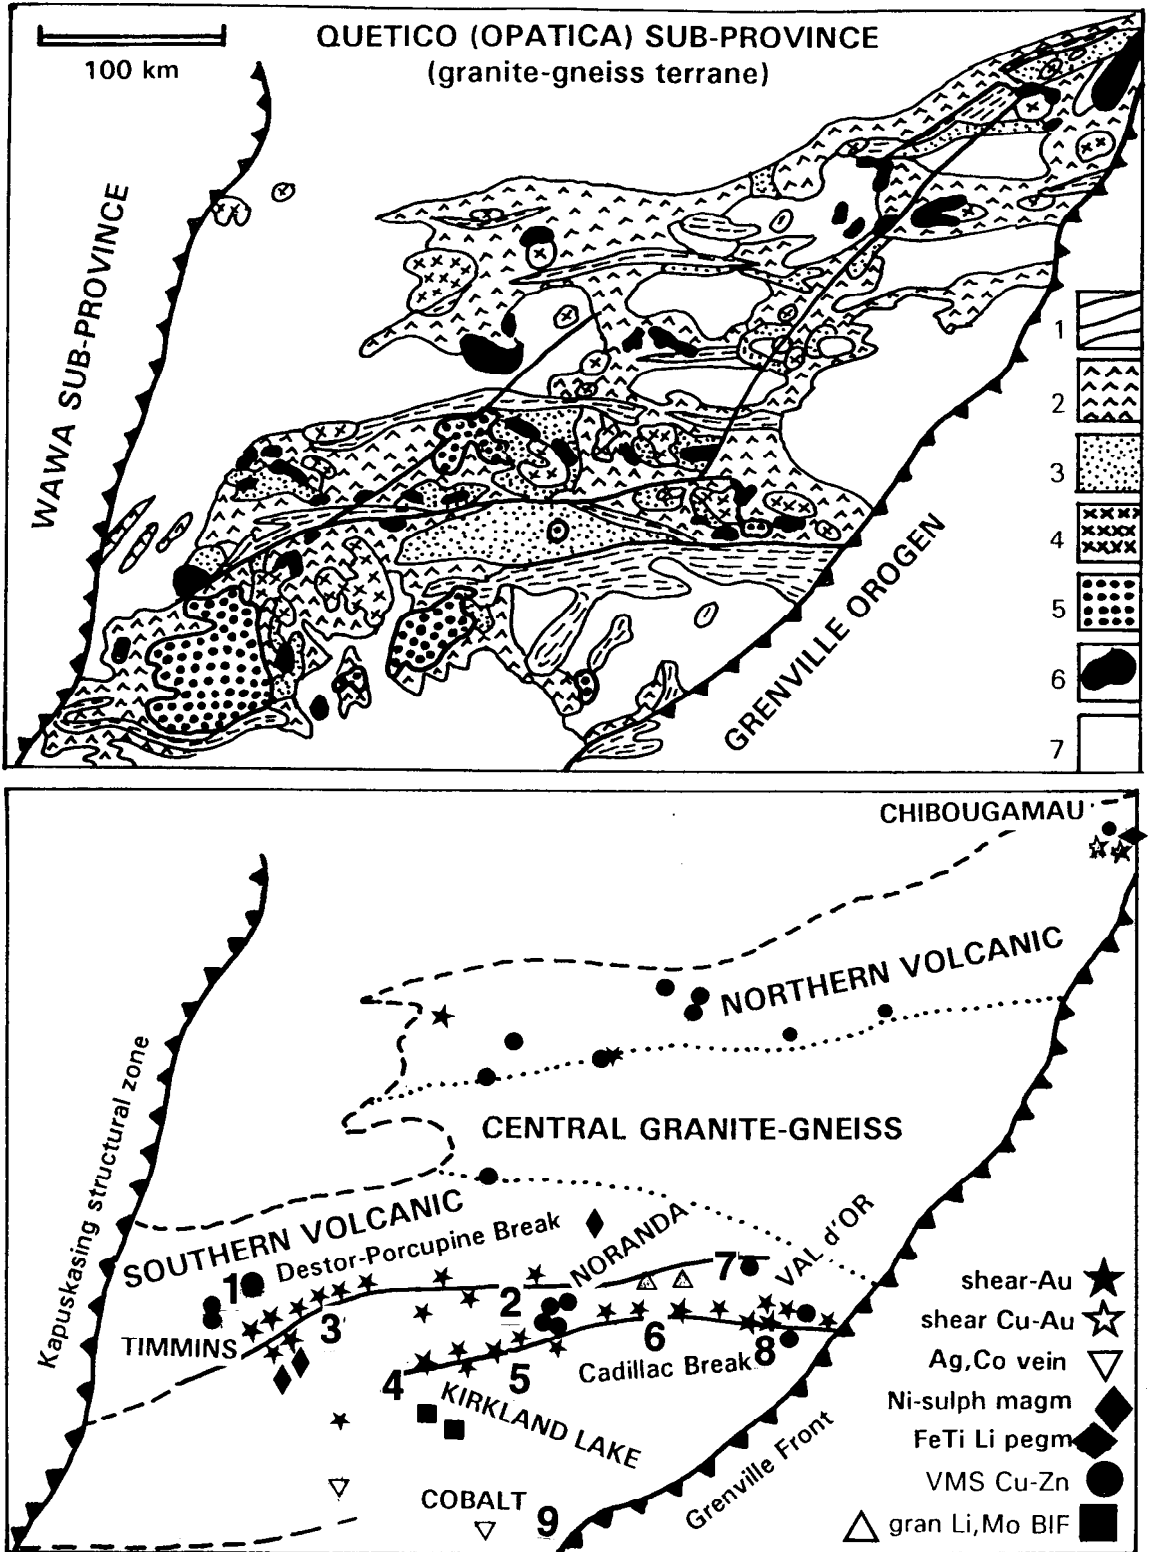 QUETICO (OPATICA) SUB-PROVINCE
(granite-gneiss terrane)
100 km
WAWA SUB-PROVINCE
GRENVILLE OROGEN
1
2
3
4
5
6
7
CHIBOUGAMAU
NORTHERN VOLCANIC
CENTRAL GRANITE-GNEISS
Kapuskasing structural zone
SOUTHERN VOLCANIC
Destor-Porcupine Break
NORANDA
VAL d'OR
1
2
7
TIMMINS
3
6
8
Cadillac Break
4
5
KIRKLAND LAKE
Grenville Front
COBALT
9
shear-Au
shear Cu-Au
Ag,Co vein
Ni-sulph magm
FeTi Li pegm
VMS Cu-Zn
gran Li,Mo BIF